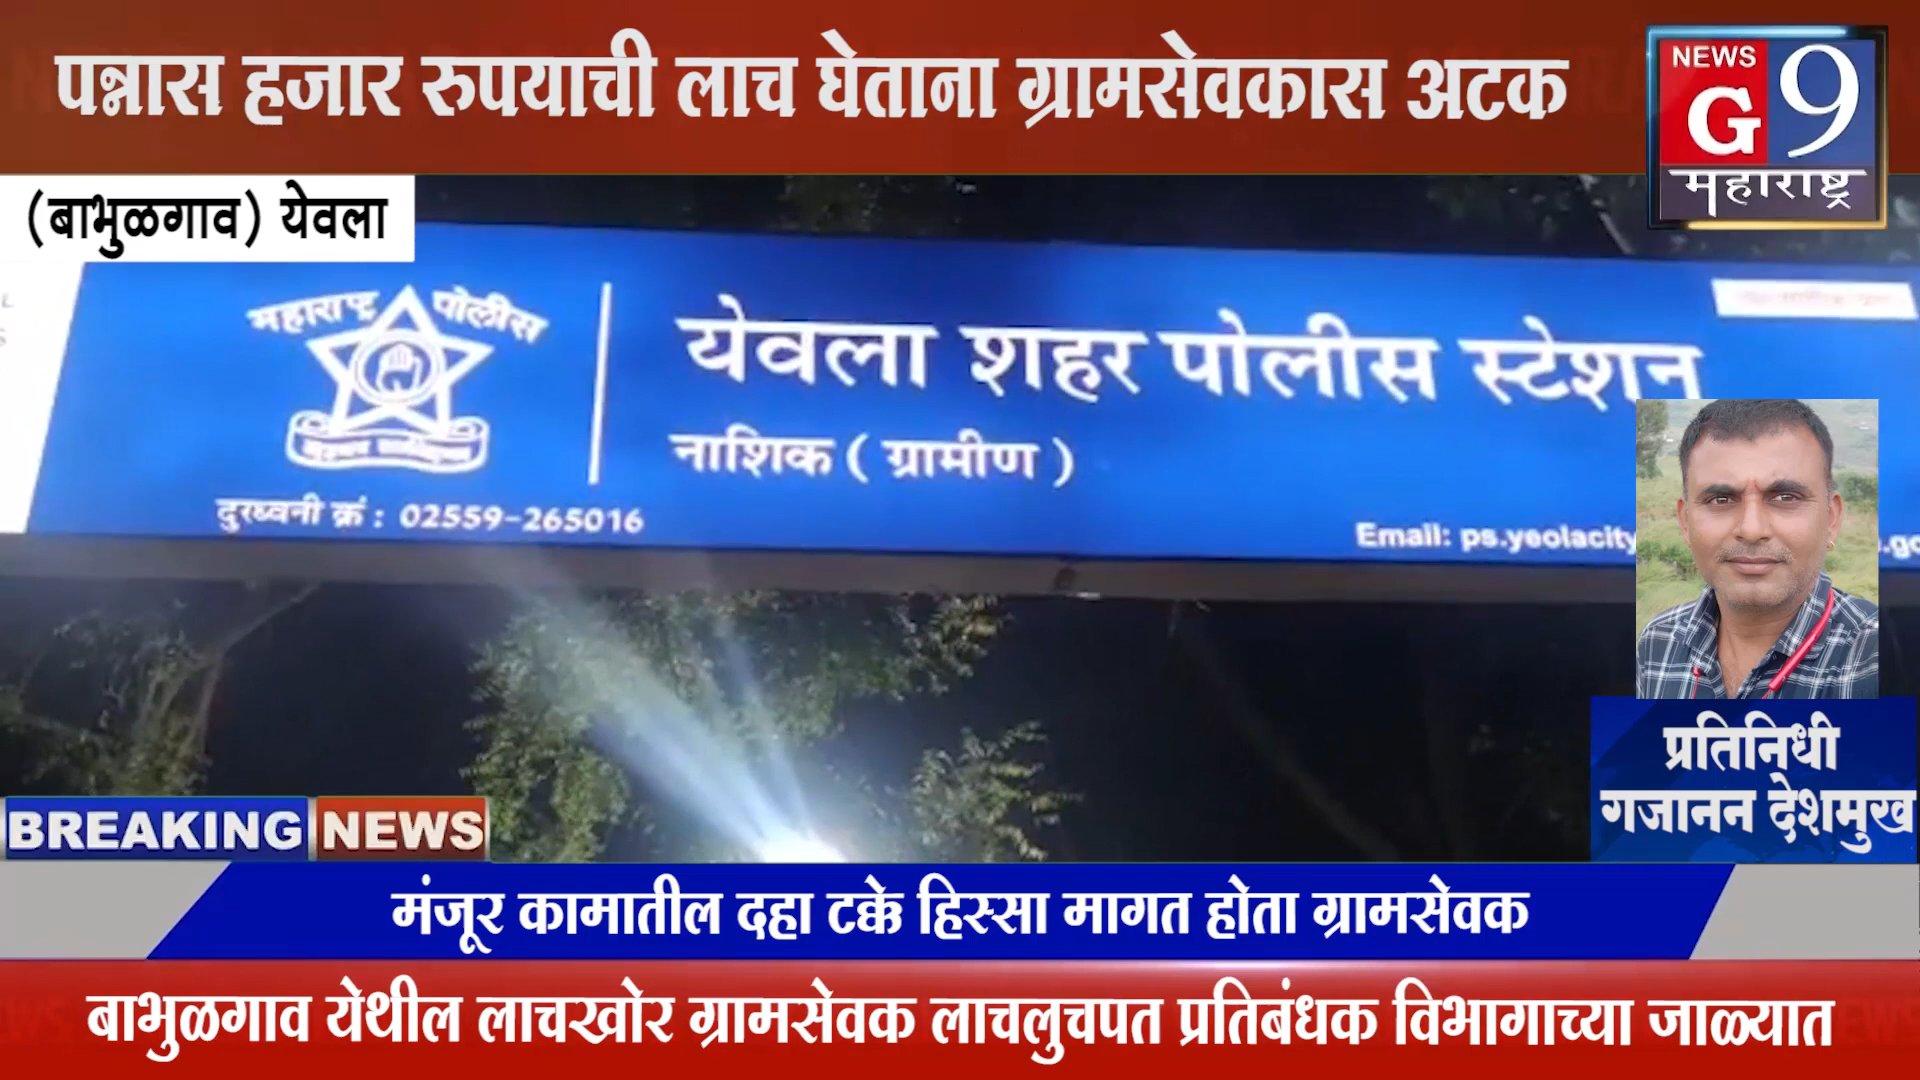 पन्नास हजार रुपयाची लाच घेताना ग्रामसेवकास अटक
NEWS
G 9
महाराष्ट्र
(बाभुळगाव) येवला
महाराष्ट्र पोलीस
येवला शहर पोलीस स्टेशन
नाशिक ( ग्रामीण )
दुरध्वनी क्रं : 02559-265016
Email: ps.yeolacity
प्रतिनिधी
गजानन देशमुख
BREAKING NEWS
मंजूर कामातील दहा टक्के हिस्सा मागत होता ग्रामसेवक
बाभुळगाव येथील लाचखोर ग्रामसेवक लाचलुचपत प्रतिबंधक विभागाच्या जाळ्यात